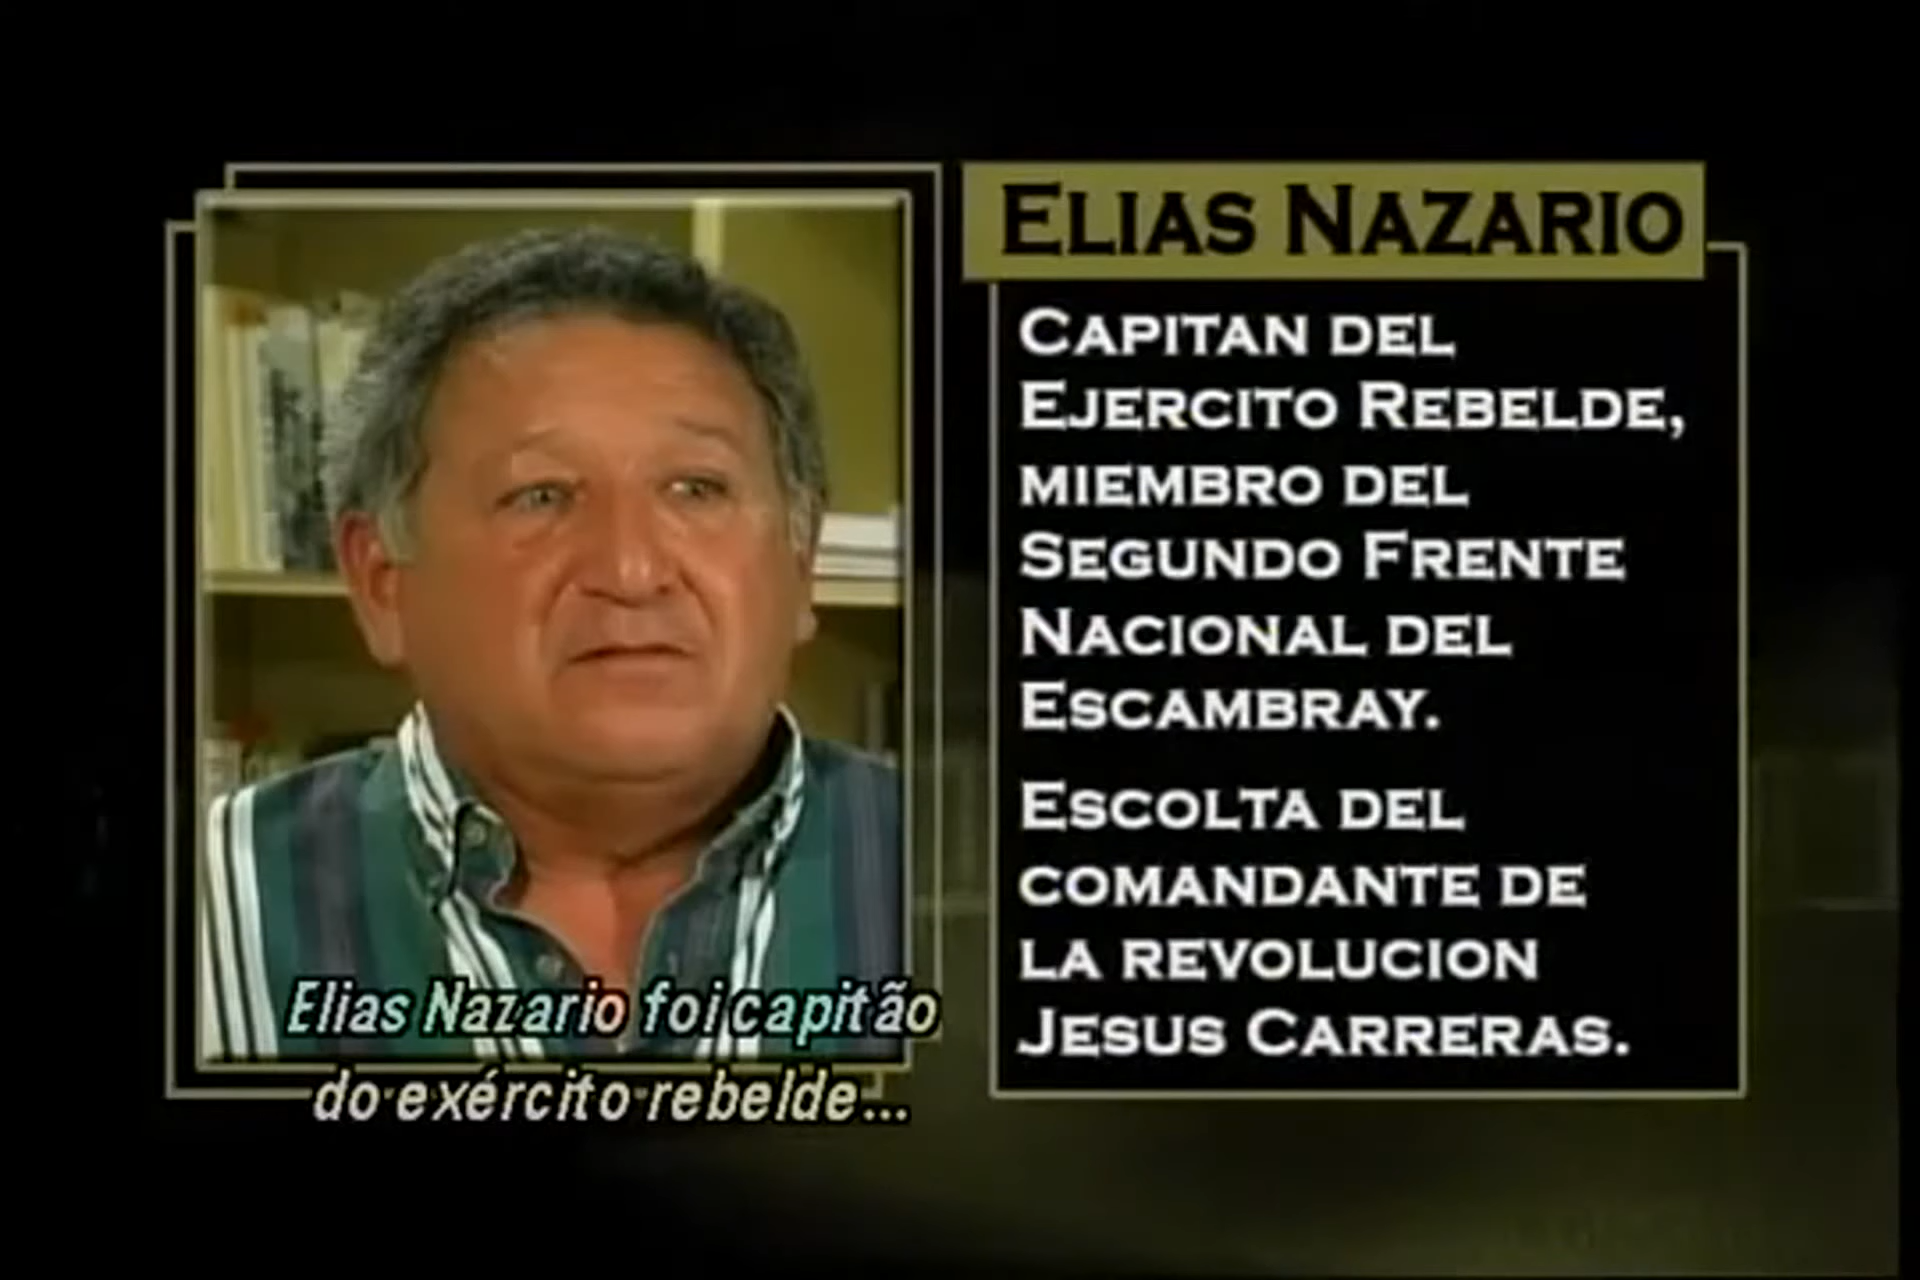 ELIAS NAZARIO
CAPITAN DEL
EJERCITO REBELDE,
MIEMBRO DEL
SEGUNDO FRENTE
NACIONAL DEL
ESCAMBRAY.
ESCOLTA DEL
COMANDANTE DE
LA REVOLUCION
JESUS CARRERAS.
Elias Nazario foi capitão
do exército rebelde...